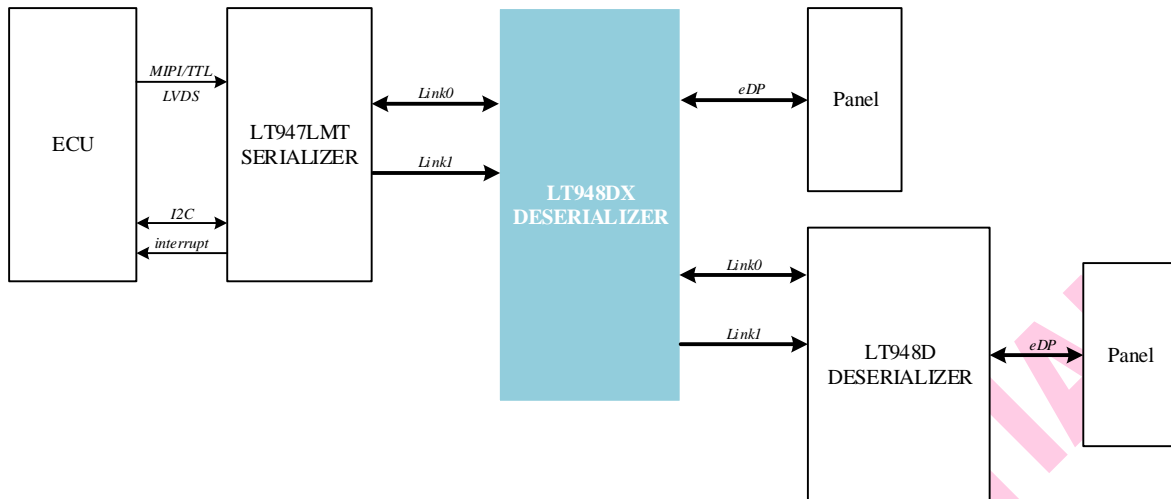 ECU
MIPI/TTL
LVDS
I2C
interrupt
LT947LMT
SERIALIZER
Link0
Link1
LT948DX
DESERIALIZER
eDP
Panel
Link0
Link1
LT948D
DESERIALIZER
eDP
Panel